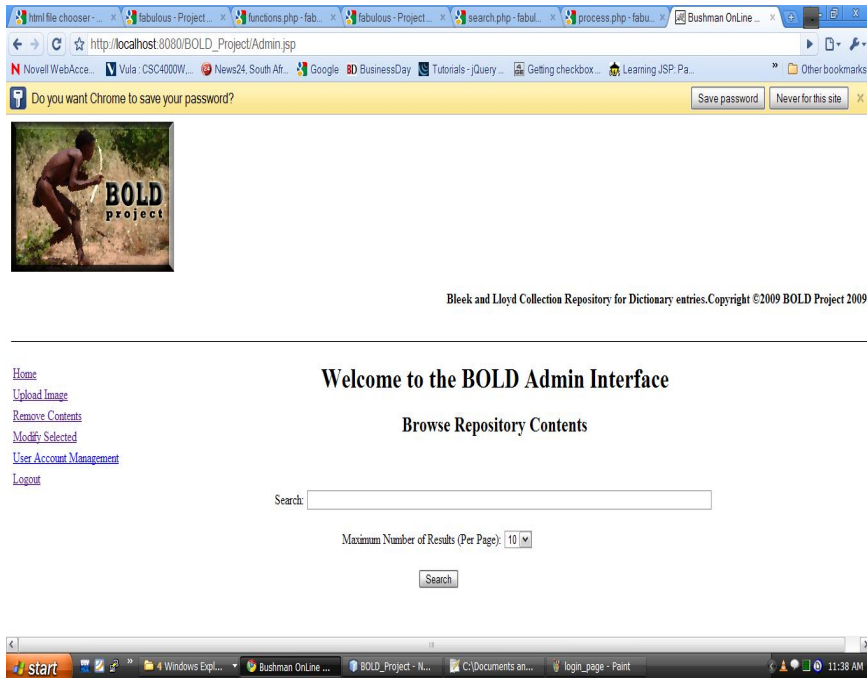 html file chooser - ...
fabulous - Project ...
functions.php - fab...
fabulous - Project ...
search.php - fabul...
process.php - fabu...
Bushman OnLine ...
http://localhost:8080/BOLD_Project/Admin.jsp
Novell WebAcce...
Vula : CSC4000W,...
News24, South Afr...
Google
BD BusinessDay
Tutorials - jQuery ...
Getting checkbox ...
Learning JSP: Pa...
»
Other bookmarks
Do you want Chrome to save your password?
Save password
Never for this site
BOLD
project
Bleek and Lloyd Collection Repository for Dictionary entries.Copyright ©2009 BOLD Project 2009
Home
Upload Image
Remove Contents
Modify Selected
User Account Management
Logout
Welcome to the BOLD Admin Interface
Browse Repository Contents
Search:
Maximum Number of Results (Per Page): 10
Search
start
»
4 Windows Expl...
Bushman OnLine ...
BOLD_Project - N...
C:\Documents an...
login_page - Paint
11:38 AM